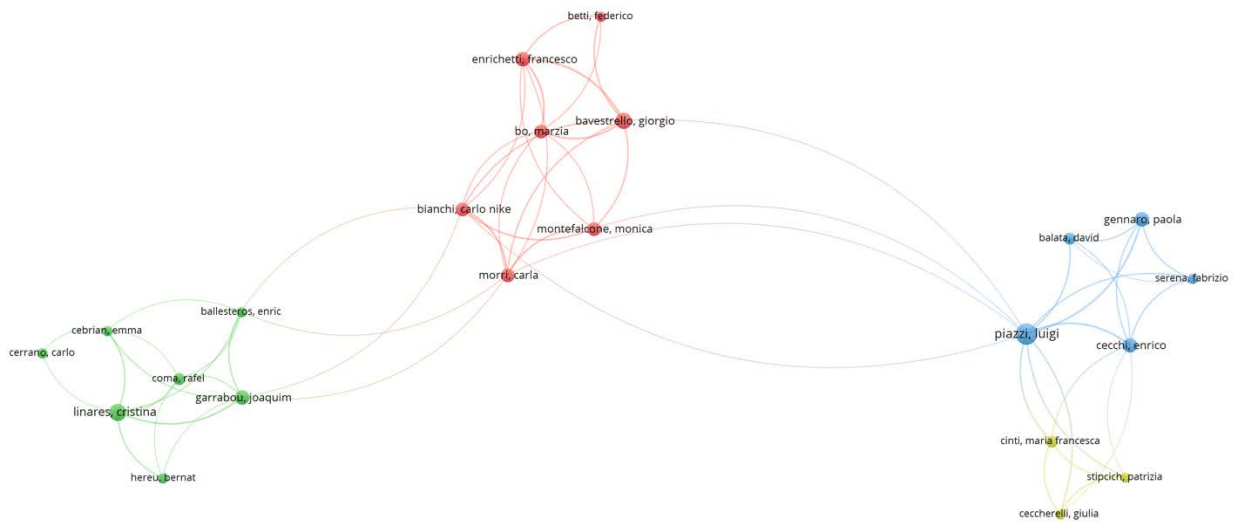 betti, federico
enrichetti, francesco
bavestrello, giorgio
bo, marzia
bianchi, carlo nike
montefalcone, monica
morri, carla
gennaro, paola
balata, david
serena, fabrizio
piazzi, luigi
cecchi, enrico
ballesteros, enric
cebrian, emma
cerrano, carlo
coma, rafel
garrabou, joaquim
linares, cristina
hereu, bernat
cinti, maria francesca
stipcich, patrizia
ceccherelli, giulia